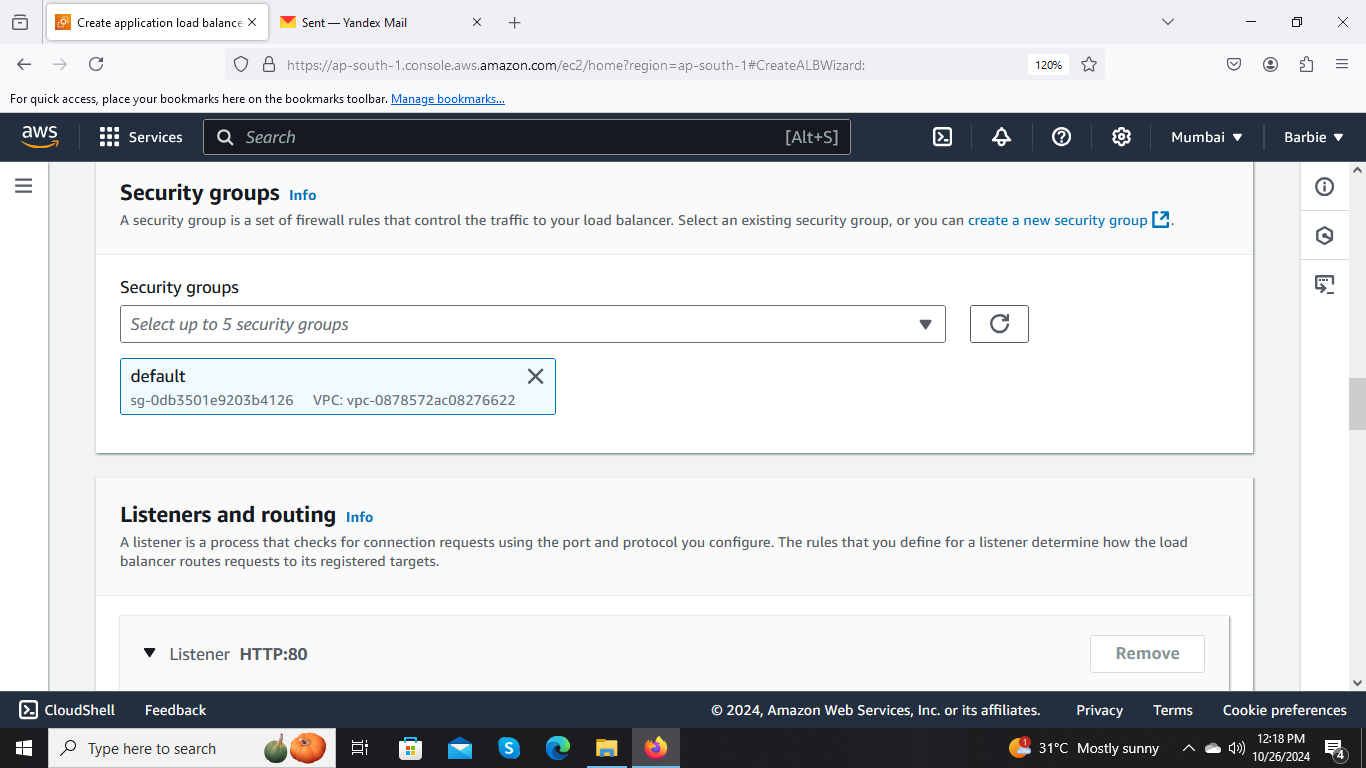 Create application load balance
Sent — Yandex Mail
https://ap-south-1.console.aws.amazon.com/ec2/home?region=ap-south-1#CreateALBWizard:
120%
For quick access, place your bookmarks here on the bookmarks toolbar. Manage bookmarks...
aws
Services
Search
[Alt+S]
Mumbai
Barbie
Security groups Info
A security group is a set of firewall rules that control the traffic to your load balancer. Select an existing security group, or you can create a new security group.
Security groups
Select up to 5 security groups
default
sg-0db3501e9203b4126 VPC: vpc-0878572ac08276622
Listeners and routing Info
A listener is a process that checks for connection requests using the port and protocol you configure. The rules that you define for a listener determine how the load
balancer routes requests to its registered targets.
Listener HTTP:80
Remove
CloudShell
Feedback
© 2024, Amazon Web Services, Inc. or its affiliates.
Privacy
Terms
Cookie preferences
Type here to search
1
31°C Mostly sunny
12:18 PM
10/26/2024
4